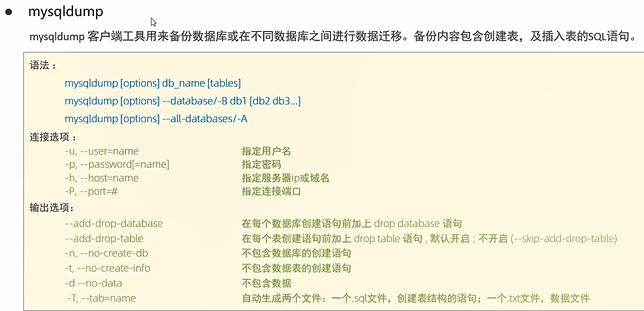 mysqldump
mysqldump 客户端工具用来备份数据库或在不同数据库之间进行数据迁移。备份内容包含创建表，及插入表的SQL语句。
语法 :
mysqldump [options] db_name [tables]
mysqldump [options] --database/-B db1 [db2 db3...]
mysqldump [options] --all-databases/-A
连接选项 :
-u, --user=name 指定用户名
-p, --password[=name] 指定密码
-h, --host=name 指定服务器ip或域名
-P, --port=# 指定连接端口
输出选项:
--add-drop-database 在每个数据库创建语句前加上 drop database 语句
--add-drop-table 在每个表创建语句前加上 drop table 语句 , 默认开启 ; 不开启 (--skip-add-drop-table)
-n, --no-create-db 不包含数据库的创建语句
-t, --no-create-info 不包含数据表的创建语句
-d --no-data 不包含数据
-T, --tab=name 自动生成两个文件：一个.sql文件，创建表结构的语句；一个.txt文件，数据文件